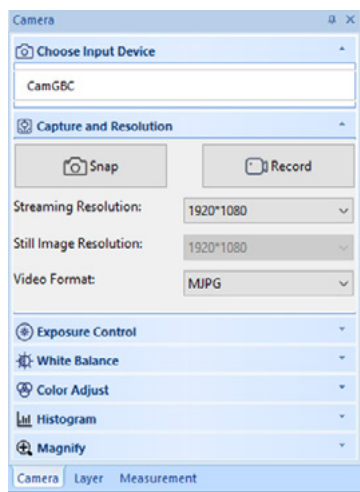 Camera
Choose Input Device
CamGBC
Capture and Resolution
Snap Record
Streaming Resolution: 1920*1080
Still Image Resolution: 1920*1080
Video Format: MJPG
Exposure Control
White Balance
Color Adjust
Histogram
Magnify
Camera Layer Measurement